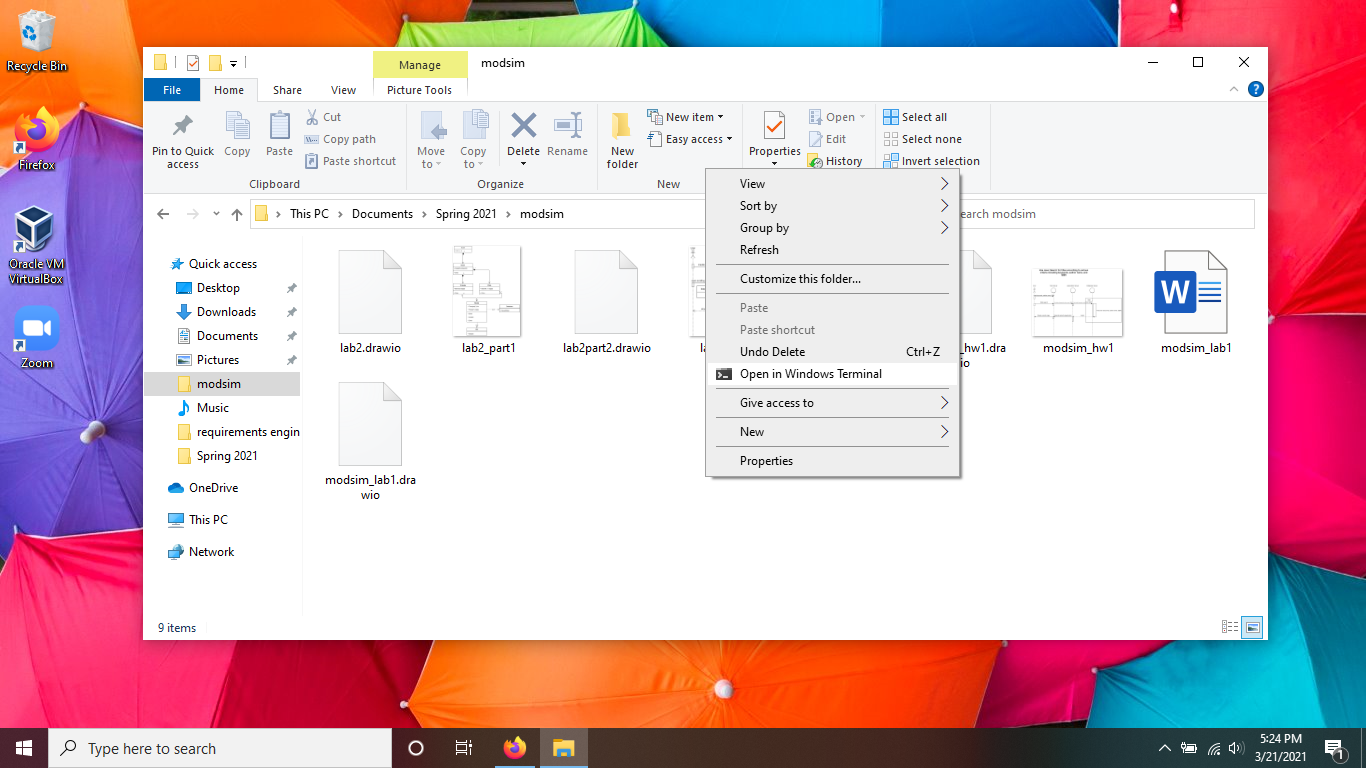 Recycle Bin
Firefox
Oracle VM
VirtualBox
Zoom
Manage
modsim
File
Home
Share
View
Picture Tools
Pin to Quick
access
Copy
Paste
Cut
Copy path
Paste shortcut
Clipboard
Move
to
Copy
to
Delete
Rename
Organize
New
folder
New item
Easy access
New
Properties
Open
Edit
History
Select all
Select none
Invert selection
This PC
Documents
Spring 2021
modsim
modsim
Quick access
Desktop
Downloads
Documents
Pictures
modsim
Music
requirements engin
Spring 2021
OneDrive
This PC
Network
lab2.drawio
lab2_part1
lab2part2.drawio
_hw1.dra
io
modsim_hw1
modsim_lab1
modsim_lab1.dra
wio
View
Sort by
Group by
Refresh
Customize this folder...
Paste
Paste shortcut
Undo Delete Ctrl+Z
Open in Windows Terminal
Give access to
New
Properties
9 items
Type here to search
5:24 PM
3/21/2021
1